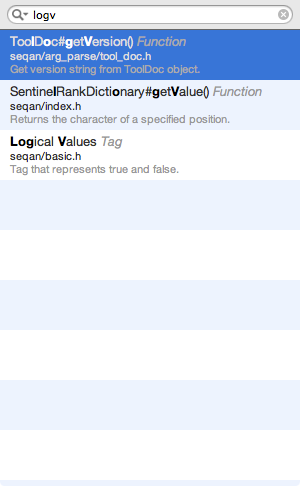 logv
ToolDoc#getVersion() Function
seqan/arg_parse/tool_doc.h
Get version string from ToolDoc object.
SentinelRankDictionary#getValue() Function
seqan/index.h
Returns the character of a specified position.
Logical Values Tag
seqan/basic.h
Tag that represents true and false.